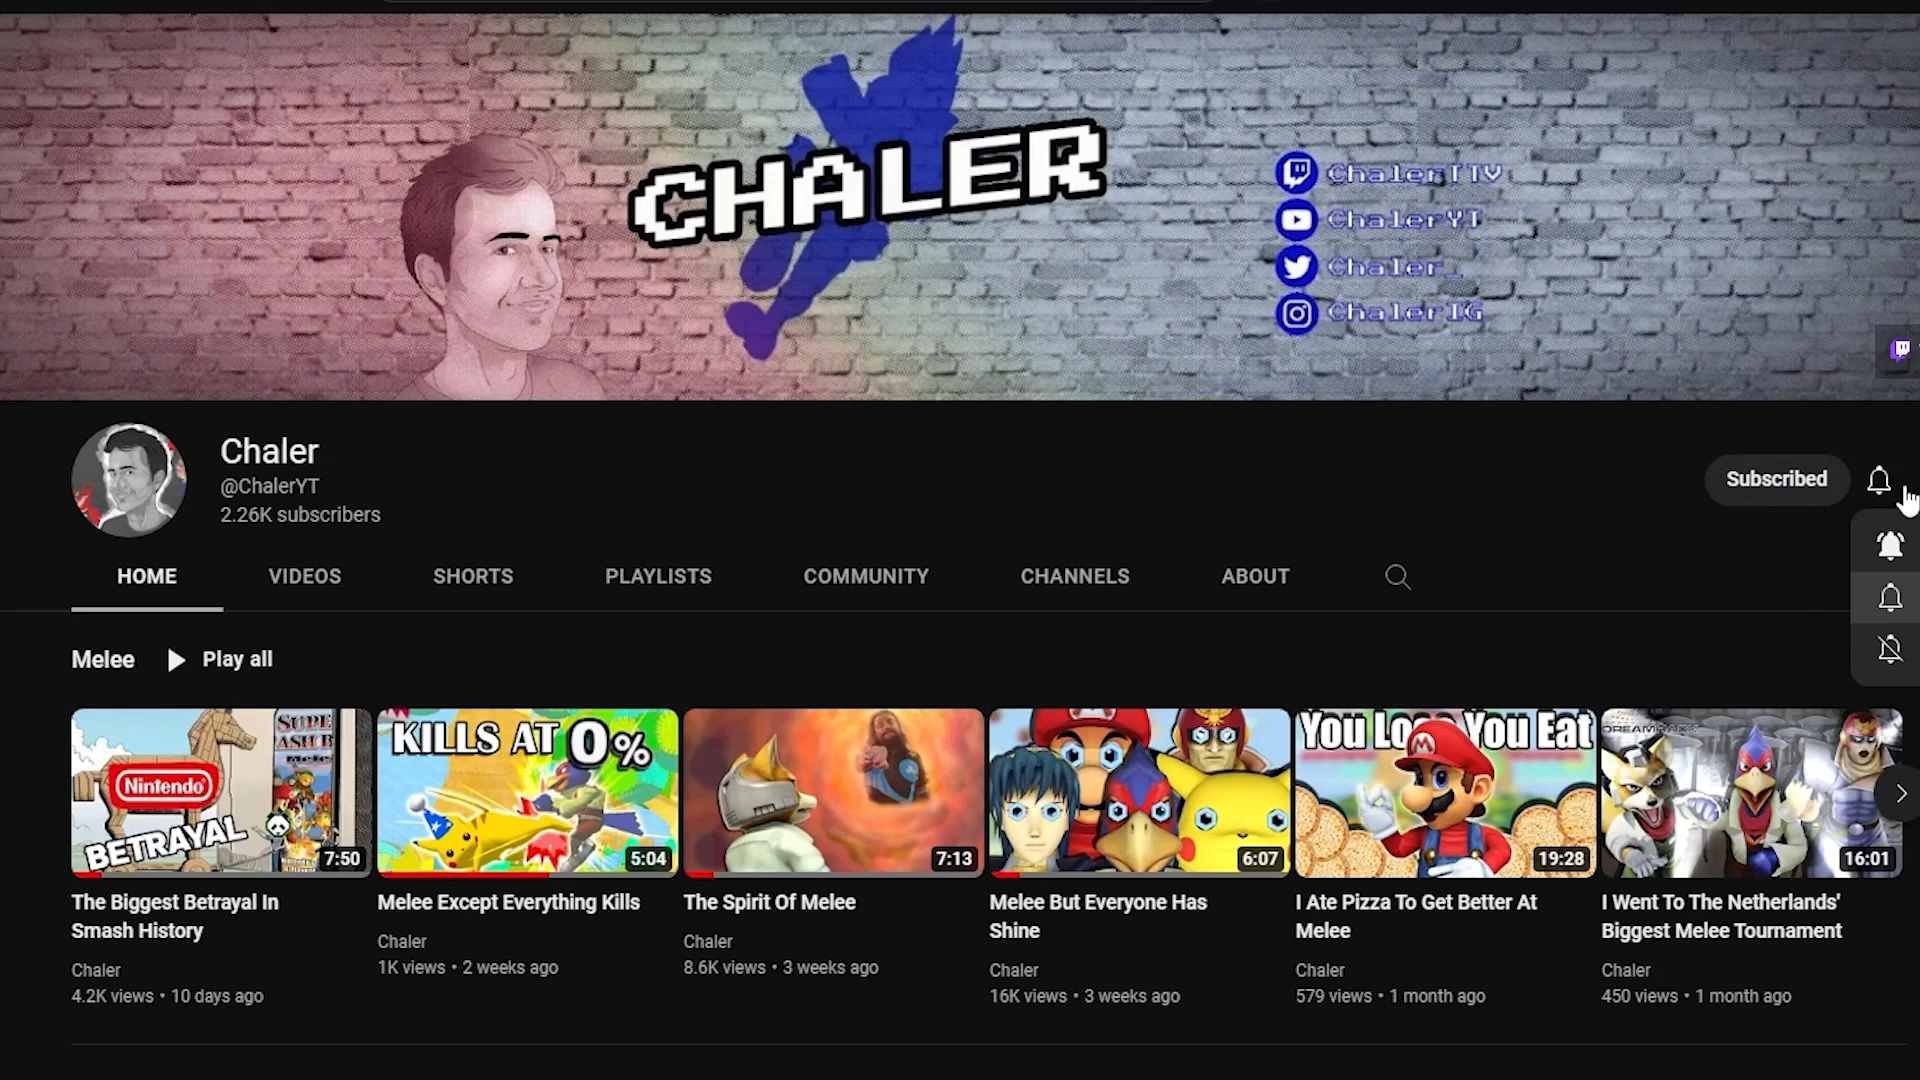 CHALER
ChalerTTV
ChalerYT
Chaler_
ChalerIG
Chaler
@ChalerYT
2.26K subscribers
Subscribed
HOME
VIDEOS
SHORTS
PLAYLISTS
COMMUNITY
CHANNELS
ABOUT
Melee
Play all
Nintendo
BETRAYAL
SUPE
ASH B
Melee
7:50
KILLS AT 0%
5:04
7:13
6:07
You Lo You Eat
19:28
DREAMHACK
16:01
The Biggest Betrayal In
Smash History
Chaler
4.2K views • 10 days ago
Melee Except Everything Kills
Chaler
1K views • 2 weeks ago
The Spirit Of Melee
Chaler
8.6K views • 3 weeks ago
Melee But Everyone Has
Shine
Chaler
16K views • 3 weeks ago
I Ate Pizza To Get Better At
Melee
Chaler
579 views • 1 month ago
I Went To The Netherlands'
Biggest Melee Tournament
Chaler
450 views • 1 month ago